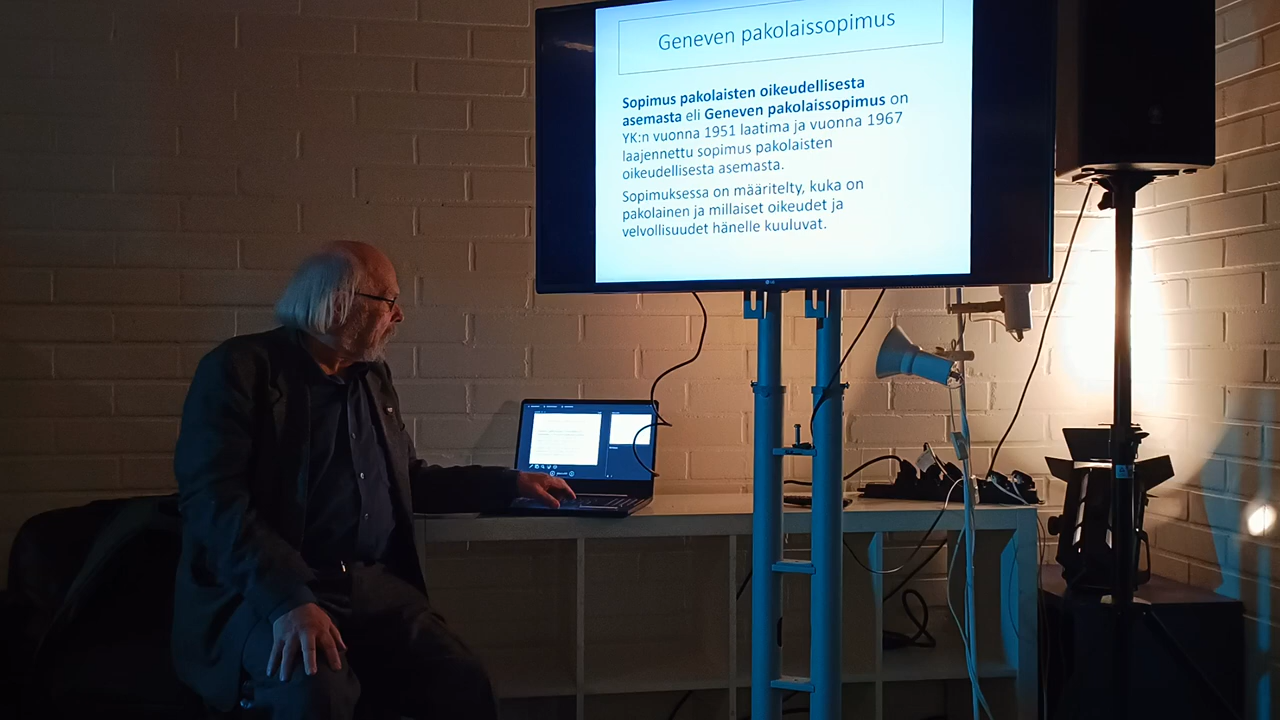 Geneven pakolaissopimus
Sopimus pakolaisten oikeudellisesta
asemasta eli Geneven pakolaissopimus on
YK:n vuonna 1951 laatima ja vuonna 1967
laajennettu sopimus pakolaisten
oikeudellisesta asemasta.
Sopimuksessa on määritelty, kuka on
pakolainen ja millaiset oikeudet ja
velvollisuudet hänelle kuuluvat.
LG